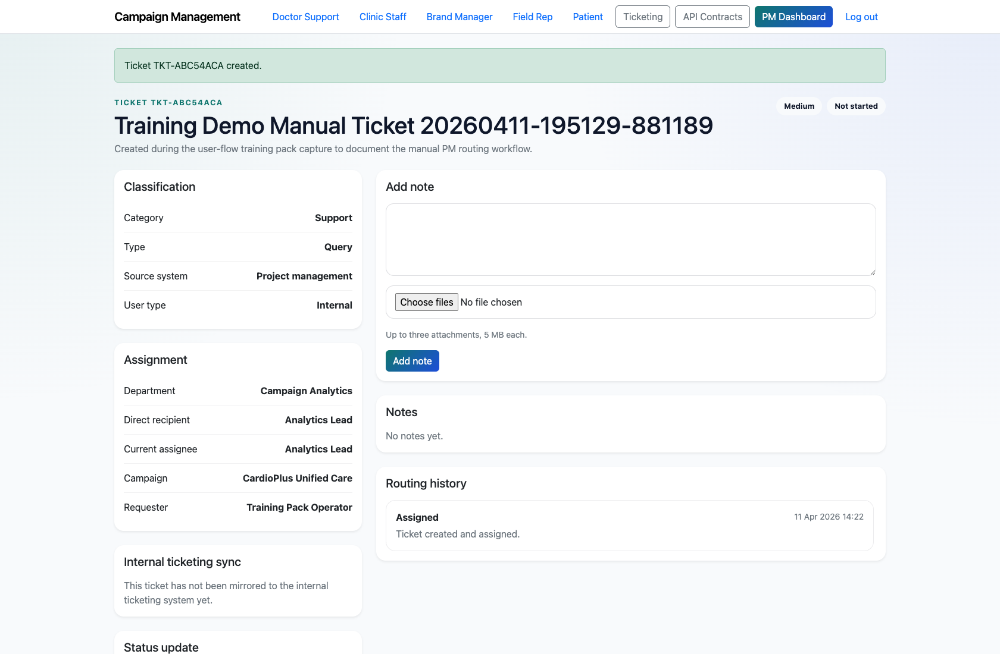 Campaign Management
Doctor Support
Clinic Staff
Brand Manager
Field Rep
Patient
Ticketing
API Contracts
PM Dashboard
Log out
Ticket TKT-ABC54ACA created.
TICKET TKT-ABC54ACA
Medium
Not started
Training Demo Manual Ticket 20260411-195129-881189
Created during the user-flow training pack capture to document the manual PM routing workflow.
Classification
Category Support
Type Query
Source system Project management
User type Internal
Assignment
Department Campaign Analytics
Direct recipient Analytics Lead
Current assignee Analytics Lead
Campaign CardioPlus Unified Care
Requester Training Pack Operator
Internal ticketing sync
This ticket has not been mirrored to the internal
ticketing system yet.
Status update
Add note
Choose files No file chosen
Up to three attachments, 5 MB each.
Add note
Notes
No notes yet.
Routing history
Assigned 11 Apr 2026 14:22
Ticket created and assigned.